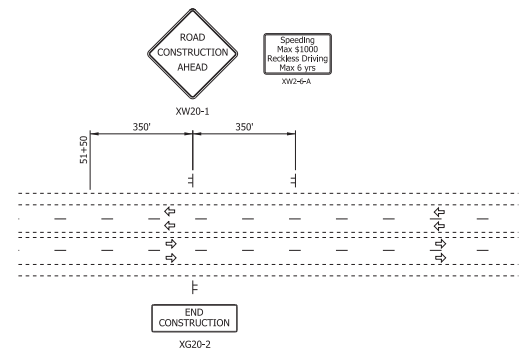 ROAD
CONSTRUCTION
AHEAD
XW20-1
Speeding
Max $1000
Reckless Driving
Max 6 yrs
XW2-6-A
350'
350'
51+50
END
CONSTRUCTION
XG20-2